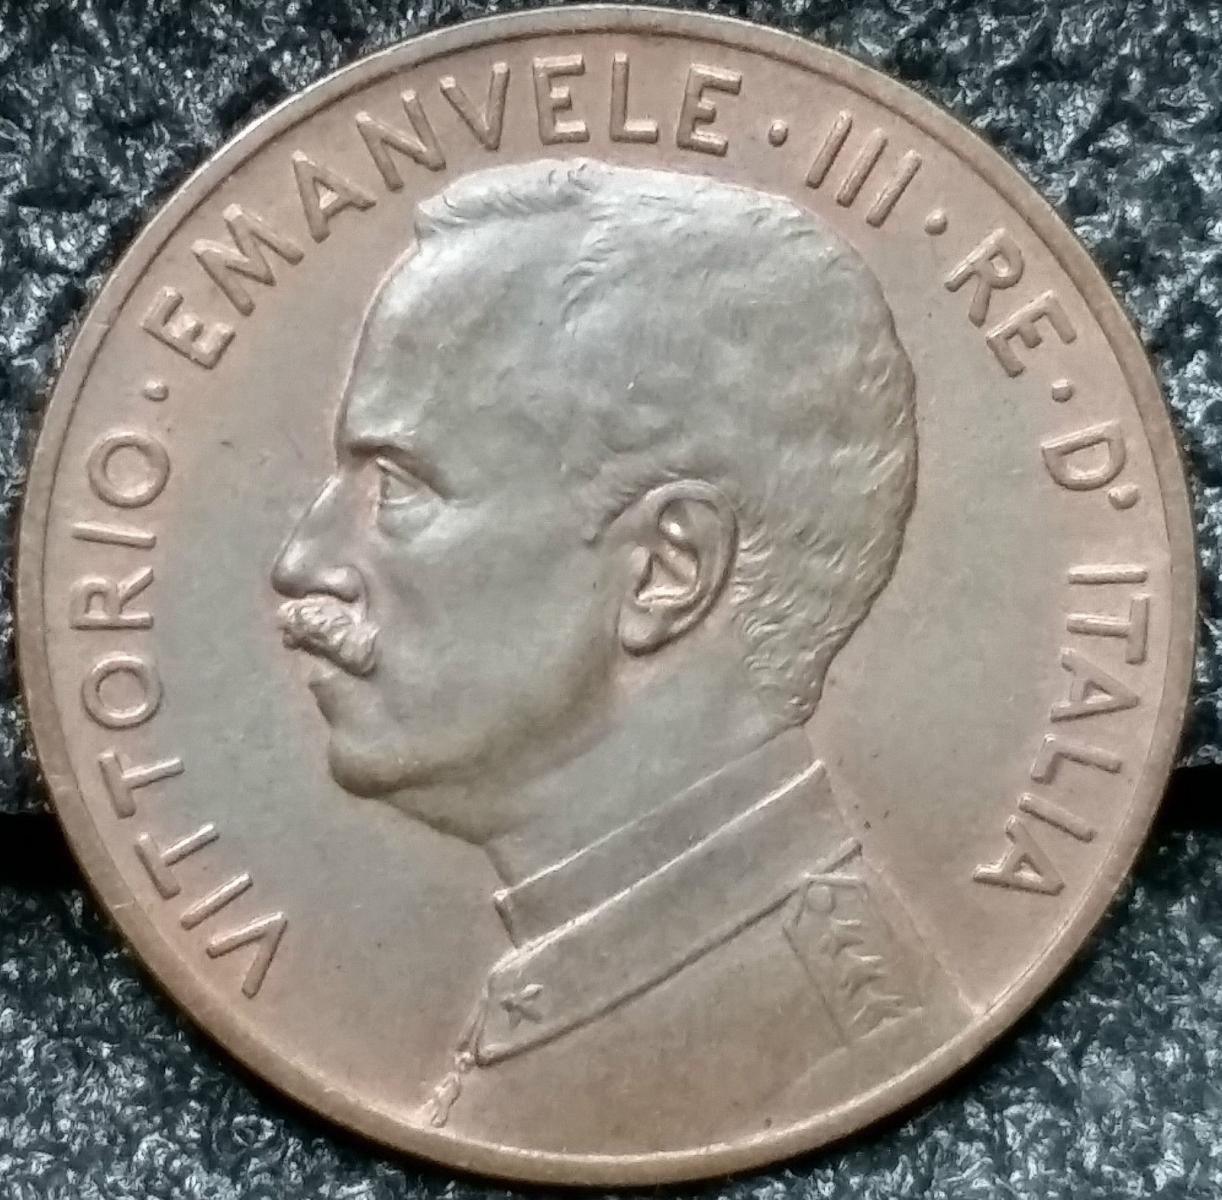 VITTORIO · EMANVELE · III · RE · D' ITALIA